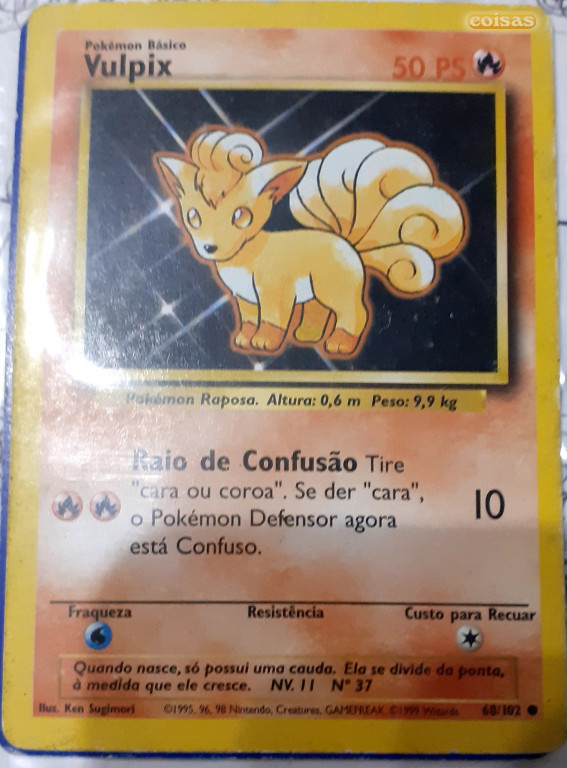 coisas
Pokémon Básico
Vulpix
50 PS
Pokémon Raposa. Altura: 0,6 m Peso: 9,9 kg
Raio de Confusão Tire
"cara ou coroa". Se der "cara",
o Pokémon Defensor agora
está Confuso.
10
Fraqueza Resistência Custo para Recuar
Quando nasce, só possui uma cauda. Ela se divide da ponta,
à medida que ele cresce. NV. 11 Nº 37
Ilus. Ken Sugimori ©1995, 96, 98 Nintendo, Creatures, GAMEFREAK. ©1999 Wizards 68/102